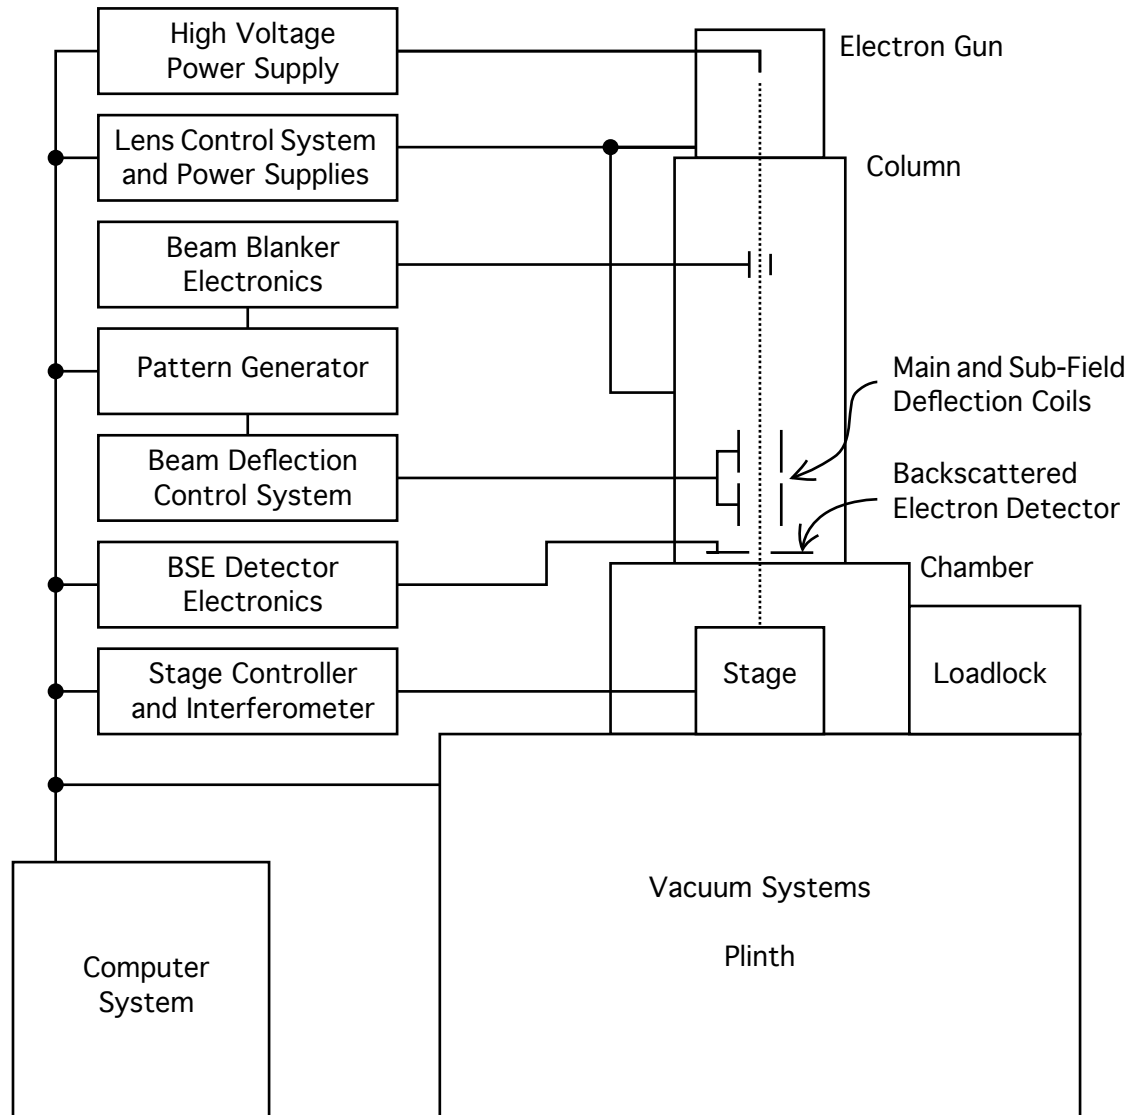 High Voltage
Power Supply
Electron Gun
Lens Control System
and Power Supplies
Column
Beam Blanker
Electronics
Pattern Generator
Main and Sub-Field
Deflection Coils
Beam Deflection
Control System
Backscattered
Electron Detector
BSE Detector
Electronics
Chamber
Stage Controller
and Interferometer
Stage
Loadlock
Vacuum Systems
Plinth
Computer
System